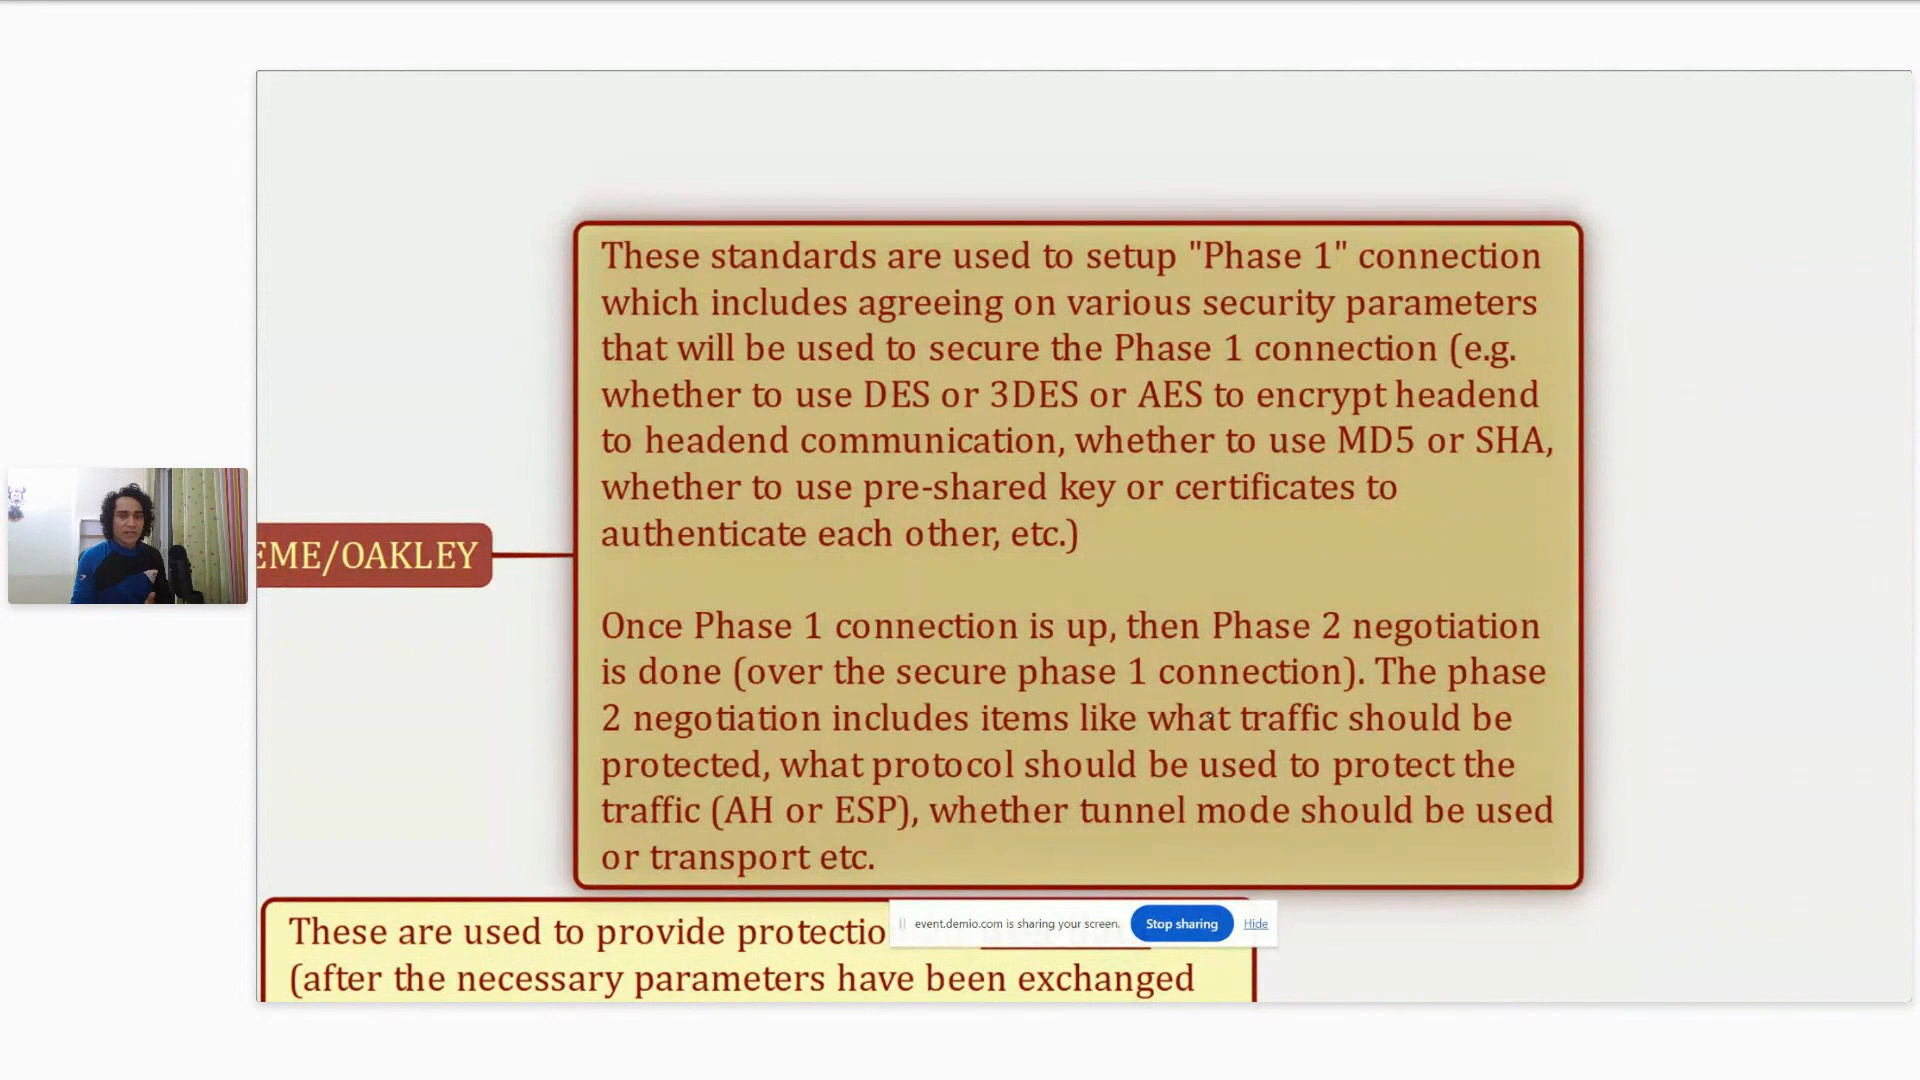 These standards are used to setup "Phase 1" connection
which includes agreeing on various security parameters
that will be used to secure the Phase 1 connection (e.g.
whether to use DES or 3DES or AES to encrypt headend
to headend communication, whether to use MD5 or SHA,
whether to use pre-shared key or certificates to
authenticate each other, etc.)
EME/OAKLEY
Once Phase 1 connection is up, then Phase 2 negotiation
is done (over the secure phase 1 connection). The phase
2 negotiation includes items like what traffic should be
protected, what protocol should be used to protect the
traffic (AH or ESP), whether tunnel mode should be used
or transport etc.
These are used to provide protectio
(after the necessary parameters have been exchanged
event.demio.com is sharing your screen.
Stop sharing
Hide